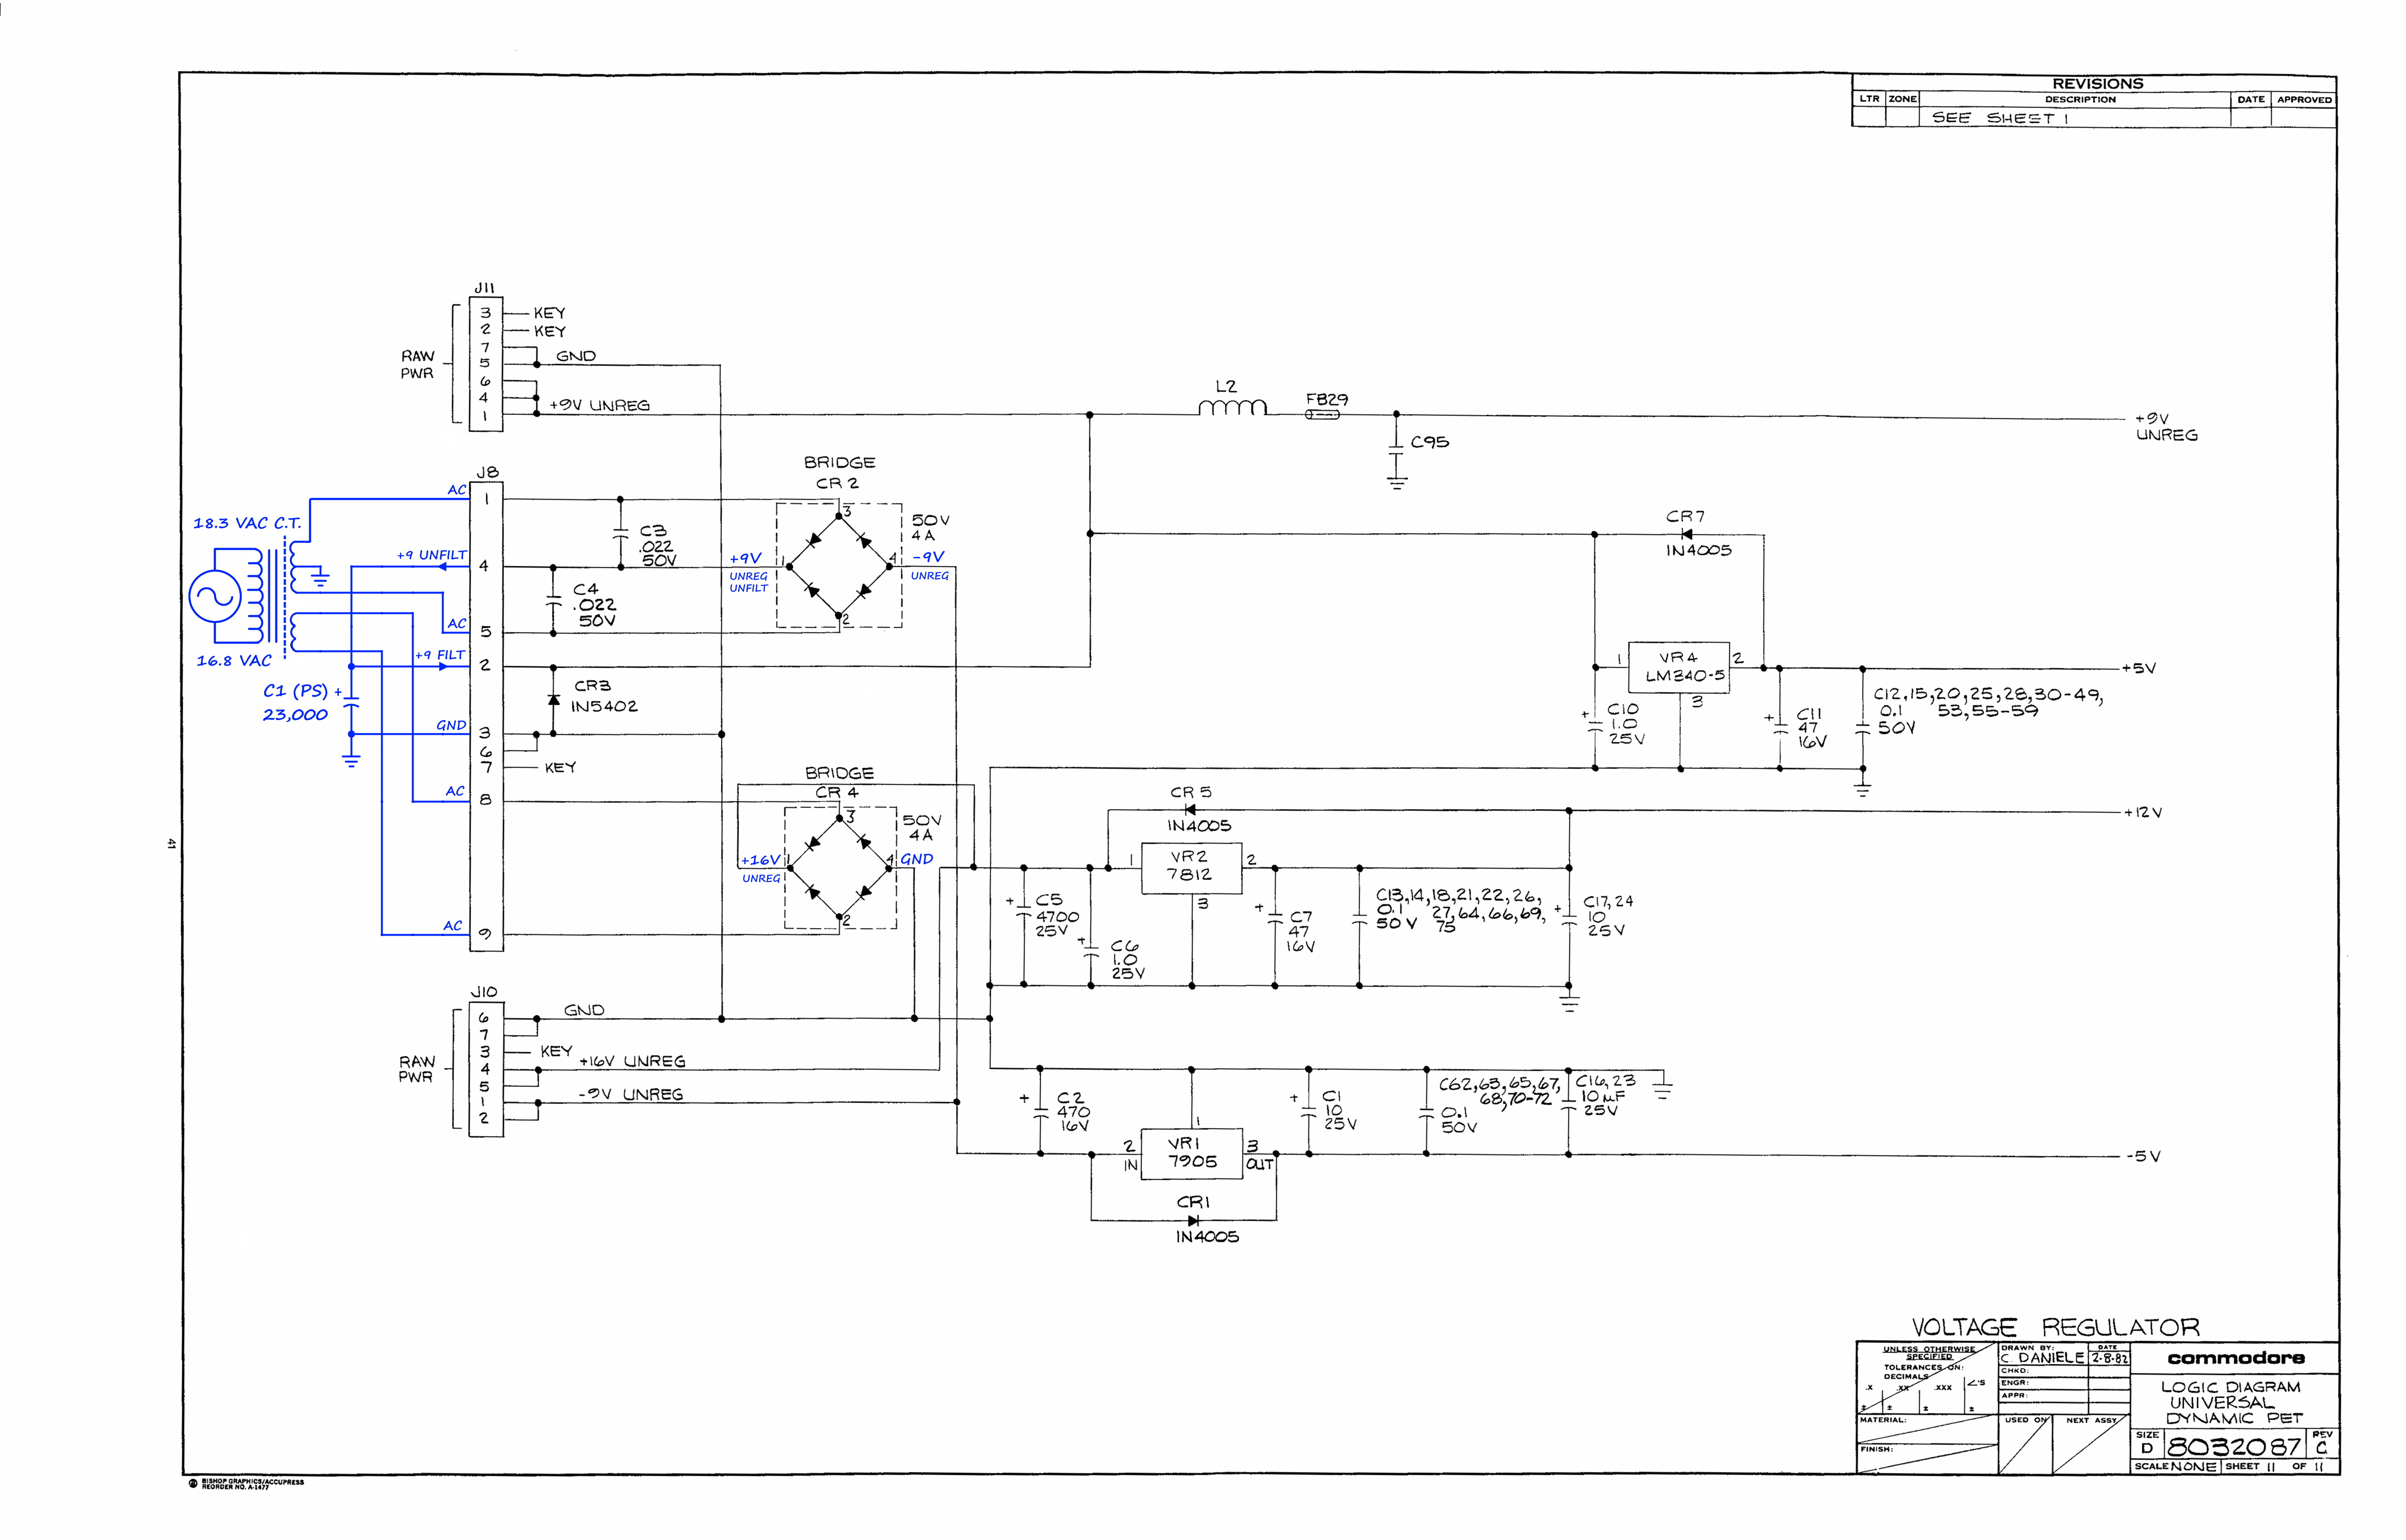 REVISIONS
LTR ZONE DESCRIPTION DATE APPROVED
SEE SHEET 1
J11
3 KEY
2 KEY
7
5 GND
6
4
1 +9V UNREG
RAW
PWR
L2
FB29
C95
+9V
UNREG
J8
AC 1
18.3 VAC C.T.
+9 UNFILT 4
AC 5
16.8 VAC
+9 FILT 2
C1 (PS) +
23,000
GND 3
6
7 KEY
AC 8
AC 9
C3
.022
50V
C4
.022
50V
CR3
IN5402
BRIDGE
CR 2
50V
4A
3
1
4
2
+9V
UNREG
UNFILT
-9V
UNREG
BRIDGE
CR 4
50V
4A
3
1
4
2
+16V
UNREG
GND
CR7
IN4005
1 VR4 2
LM340-5
3
+5V
+ C10
1.0
25V
+ C11
47
16V
C12,15,20,25,28,30-49,
0.1 53,55-59
50V
CR 5
IN4005
+12V
1 VR2 2
7812
3
+ C5
4700
25V
+ C6
1.0
25V
+ C7
47
16V
C13,14,18,21,22,26,
0.1 27,64,66,69,
50 V 75
+ C17,24
10
25V
J10
6 GND
7
3 KEY
4 +16V UNREG
5
1 -9V UNREG
2
RAW
PWR
+ C2
470
16V
1
2 VR1 3
IN 7905 OUT
+ C1
10
25V
C62,63,65,67,
68,70-72
0.1
50V
C16,23
10 µF
25V
-5V
CR1
IN4005
41
VOLTAGE REGULATOR
UNLESS OTHERWISE
SPECIFIED
TOLERANCES ON:
DECIMALS ∠'S
.X .XX .XXX
± ± ± ±
MATERIAL:
FINISH:
DRAWN BY: DATE
C. DANIELE 2-8-82
CHKD:
ENGR:
APPR:
USED ON NEXT ASSY
commodore
LOGIC DIAGRAM
UNIVERSAL
DYNAMIC PET
SIZE REV
D 8032087 C
SCALE NONE SHEET 11 OF 11
BISHOP GRAPHICS/ACCUPRESS
REORDER NO. A-1477